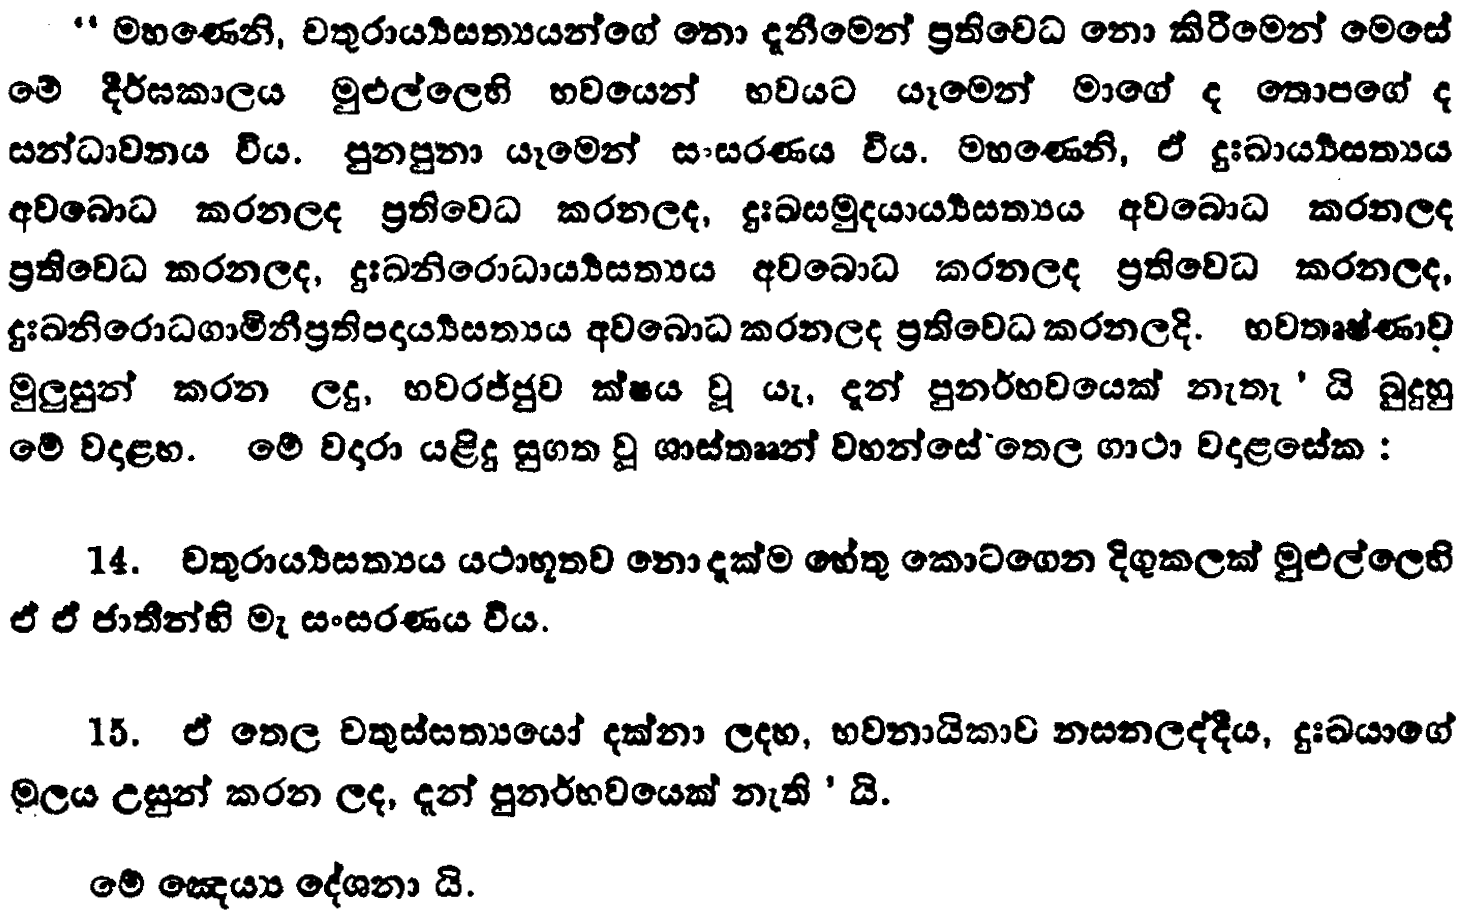 “ මහණෙනි, චතුරාර්‍ය්‍යසත්‍යයන්ගේ නො දැනීමෙන් ප්‍රතිවේධ නො කිරීමෙන් මෙසේ
මේ දීර්ඝකාලය මුළුල්ලෙහි භවයෙන් භවයට යෑමෙන් මාගේ ද තොපගේ ද
සන්ධාවනය විය. පුනපුනා යෑමෙන් සංසරණය විය. මහණෙනි, ඒ දුඃඛාර්‍ය්‍යසත්‍යය
අවබොධ කරනලද ප්‍රතිවෙධ කරනලද, දුඃඛසමුදයාර්‍ය්‍යසත්‍යය අවබොධ කරනලද
ප්‍රතිවෙධ කරනලද, දුඃඛනිරොධාර්‍ය්‍යසත්‍යය අවබොධ කරනලද ප්‍රතිවෙධ කරනලද,
දුඃඛනිරොධගාමිනීප්‍රතිපදාර්‍ය්‍යසත්‍යය අවබොධ කරනලද ප්‍රතිවෙධ කරනලදි. භවතෘෂ්ණාව
මුලුසුන් කරන ලදු, භවරජ්ජුව ක්ෂය වූ යැ, දැන් පුනර්භවයෙක් නැතැ ’ යි බුදුහු
මේ වදාළහ. මේ වදාරා යළිදු සුගත වූ ශාස්තෲන් වහන්සේ තෙල ගාථා වදාළසේක :
14. චතුරාර්‍ය්‍යසත්‍යය යථාභූතව නොදැක්ම හේතු කොටගෙන දිගුකලක් මුළුල්ලෙහි
ඒ ඒ ජාතීන්හි මැ සංසරණය විය.
15. ඒ තෙල චතුස්සත්‍යයෝ දක්නා ලදහ, භවනායිකාව නසනලද්දීය, දුඃඛයාගේ
මූලය උසුන් කරන ලද, දැන් පුනර්භවයෙක් නැති ’ යි.
මේ ඤෙය්‍ය දේශනා යි.